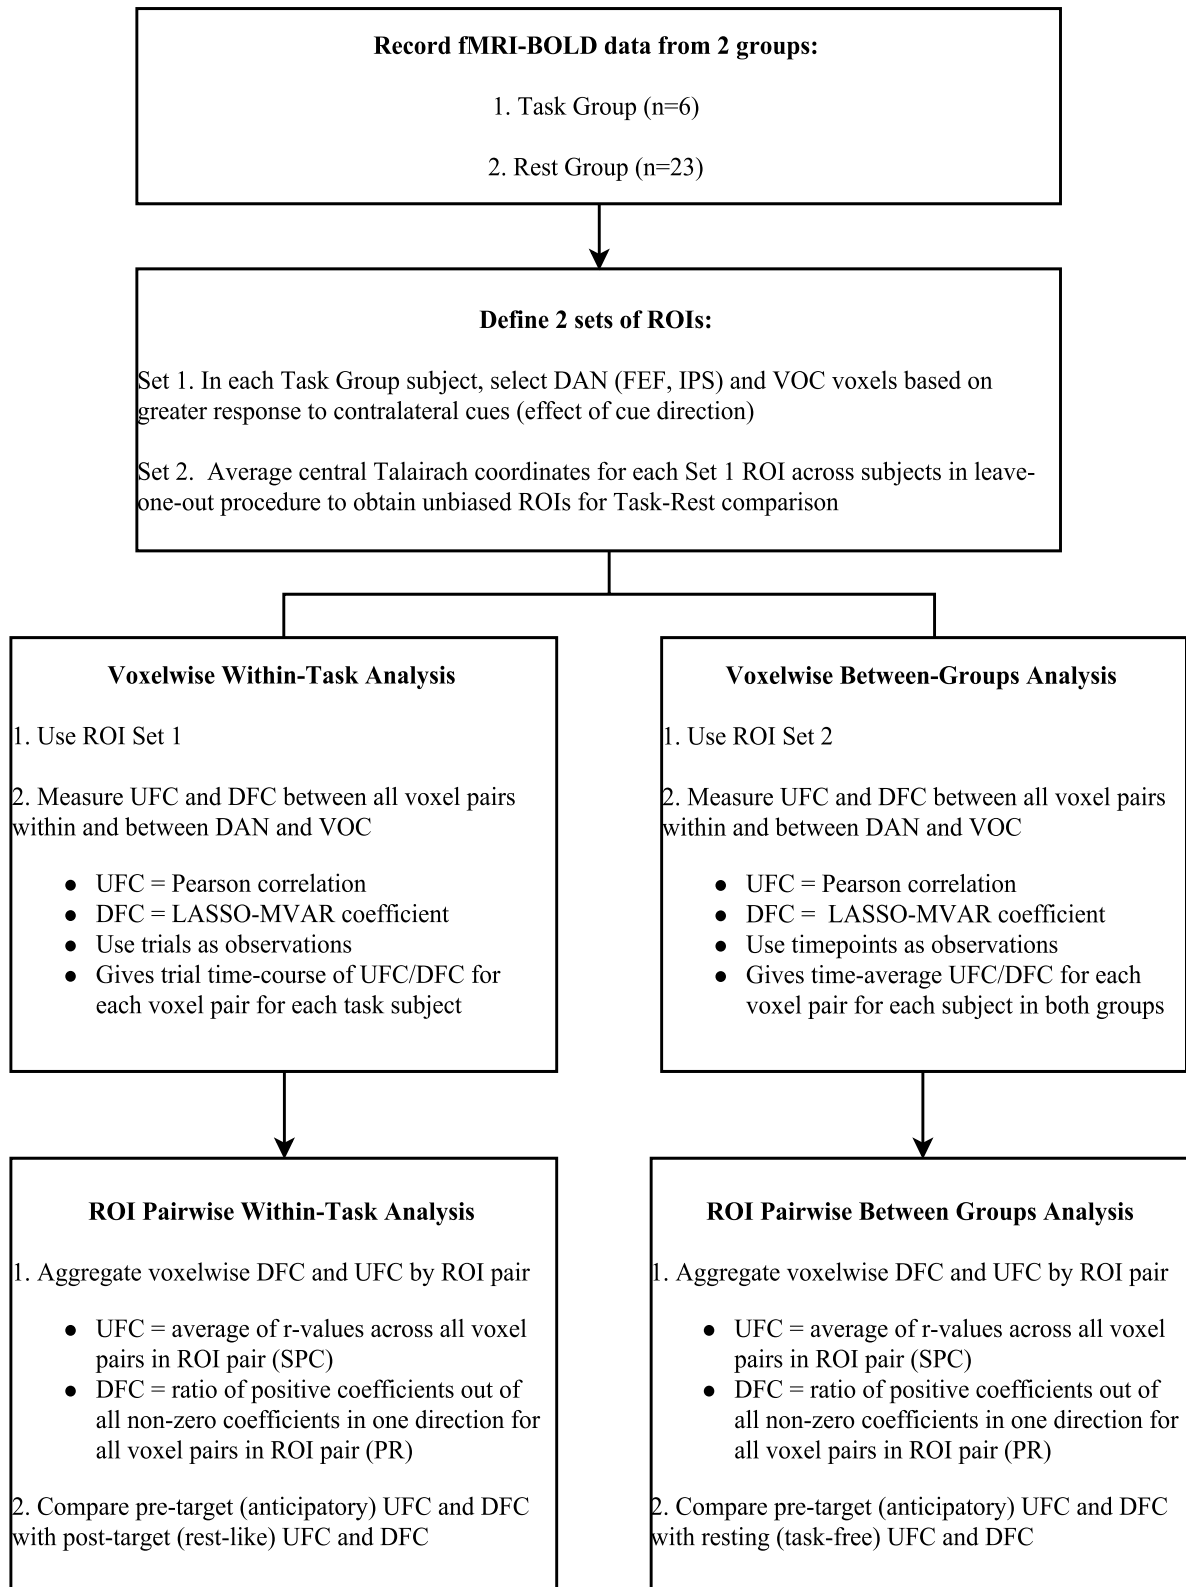 Record fMRI-BOLD data from 2 groups:
1. Task Group (n=6)
2. Rest Group (n=23)
Define 2 sets of ROIs:
Set 1. In each Task Group subject, select DAN (FEF, IPS) and VOC voxels based on
greater response to contralateral cues (effect of cue direction)
Set 2.  Average central Talairach coordinates for each Set 1 ROI across subjects in leave-
one-out procedure to obtain unbiased ROIs for Task-Rest comparison
Voxelwise Within-Task Analysis
1. Use ROI Set 1
2. Measure UFC and DFC between all voxel pairs
within and between DAN and VOC
● UFC = Pearson correlation
● DFC = LASSO-MVAR coefficient
● Use trials as observations
● Gives trial time-course of UFC/DFC for
each voxel pair for each task subject
Voxelwise Between-Groups Analysis
1. Use ROI Set 2
2. Measure UFC and DFC between all voxel pairs
within and between DAN and VOC
● UFC = Pearson correlation
● DFC =  LASSO-MVAR coefficient
● Use timepoints as observations
● Gives time-average UFC/DFC for each
voxel pair for each subject in both groups
ROI Pairwise Within-Task Analysis
1. Aggregate voxelwise DFC and UFC by ROI pair
● UFC = average of r-values across all voxel
pairs in ROI pair (SPC)
● DFC = ratio of positive coefficients out of
all non-zero coefficients in one direction for
all voxel pairs in ROI pair (PR)
2. Compare pre-target (anticipatory) UFC and DFC
with post-target (rest-like) UFC and DFC
ROI Pairwise Between Groups Analysis
1. Aggregate voxelwise DFC and UFC by ROI pair
● UFC = average of r-values across all voxel
pairs in ROI pair (SPC)
● DFC = ratio of positive coefficients out of
all non-zero coefficients in one direction for
all voxel pairs in ROI pair (PR)
2. Compare pre-target (anticipatory) UFC and DFC
with resting (task-free) UFC and DFC